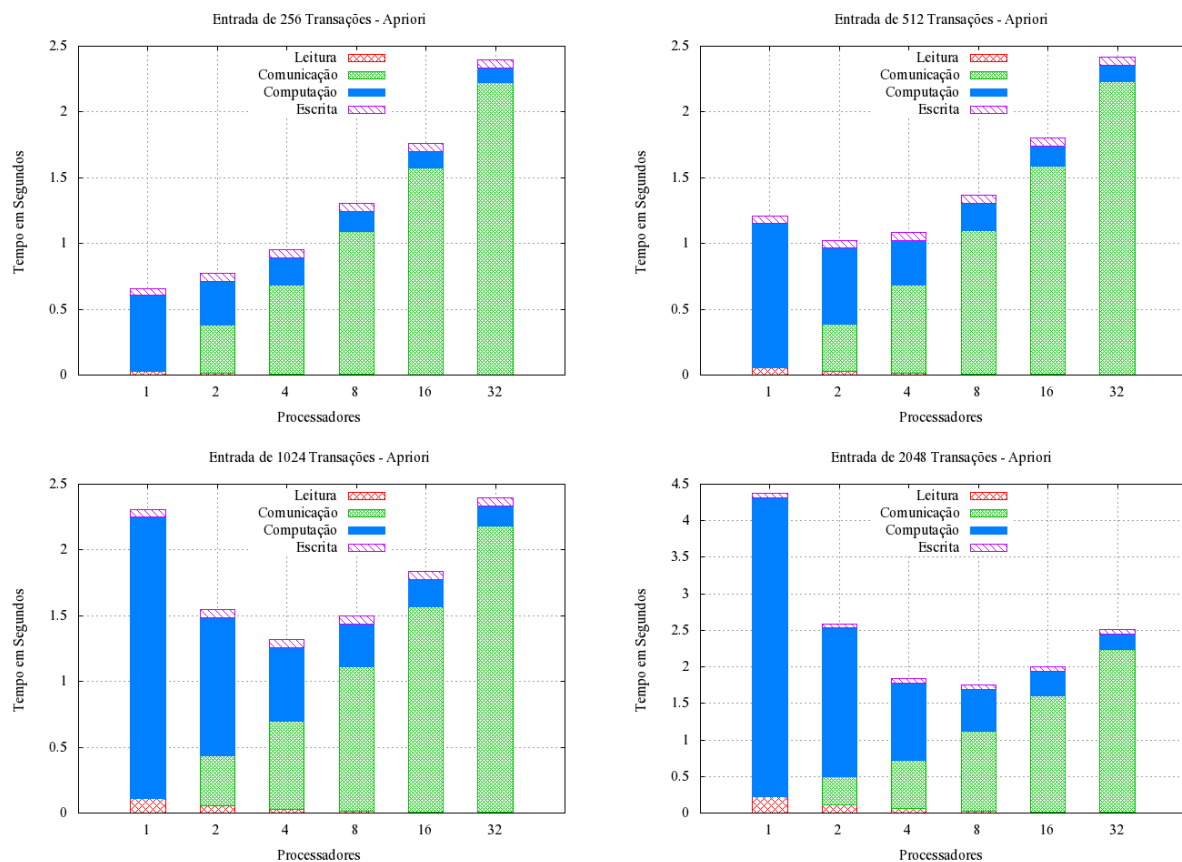 Entrada de 256 Transações - Apriori
2.5
2
1.5
1
0.5
0
Tempo em Segundos
Leitura
Comunicação
Computação
Escrita
1 2 4 8 16 32
Processadores
Entrada de 512 Transações - Apriori
2.5
2
1.5
1
0.5
0
Tempo em Segundos
Leitura
Comunicação
Computação
Escrita
1 2 4 8 16 32
Processadores
Entrada de 1024 Transações - Apriori
2.5
2
1.5
1
0.5
0
Tempo em Segundos
Leitura
Comunicação
Computação
Escrita
1 2 4 8 16 32
Processadores
Entrada de 2048 Transações - Apriori
4.5
4
3.5
3
2.5
2
1.5
1
0.5
0
Tempo em Segundos
Leitura
Comunicação
Computação
Escrita
1 2 4 8 16 32
Processadores